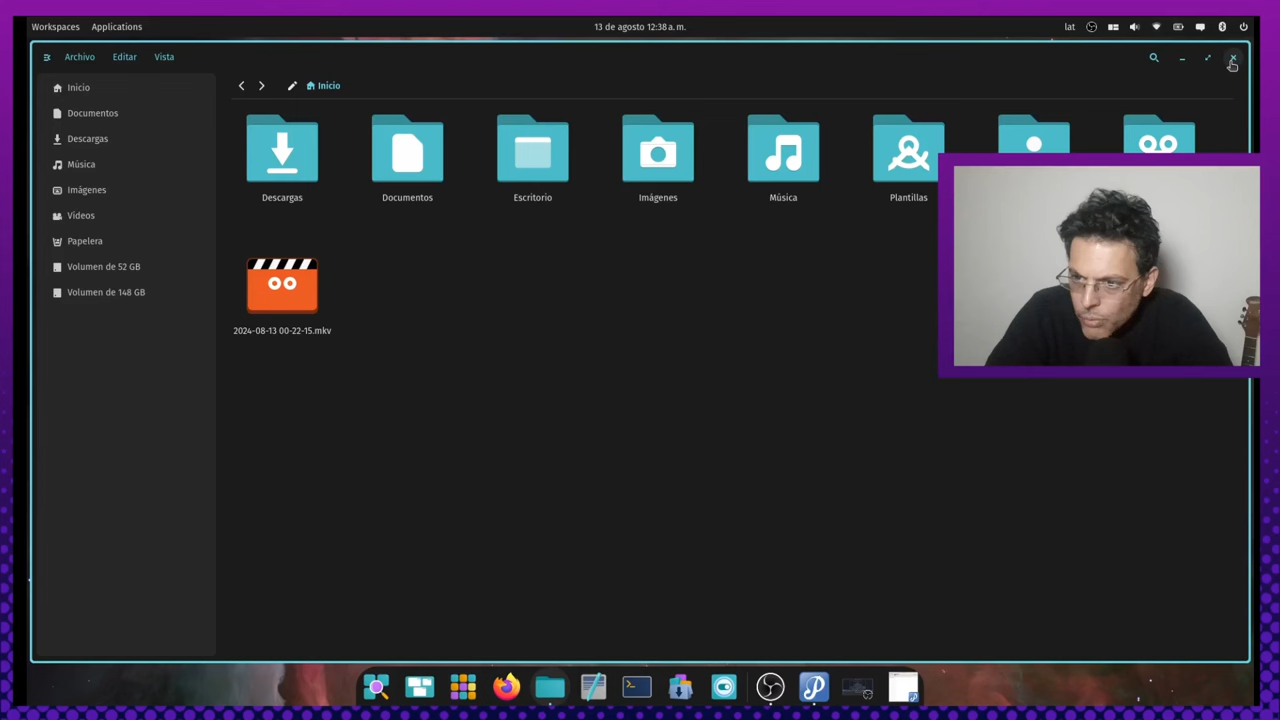 Workspaces Applications 13 de agosto 12:38 a. m. lat
Archivo Editar Vista
Inicio
Inicio
Documentos
Descargas
Música
Imágenes
Vídeos
Papelera
Volumen de 52 GB
Volumen de 148 GB
Descargas Documentos Escritorio Imágenes Música Plantillas
2024-08-13 00-22-15.mkv